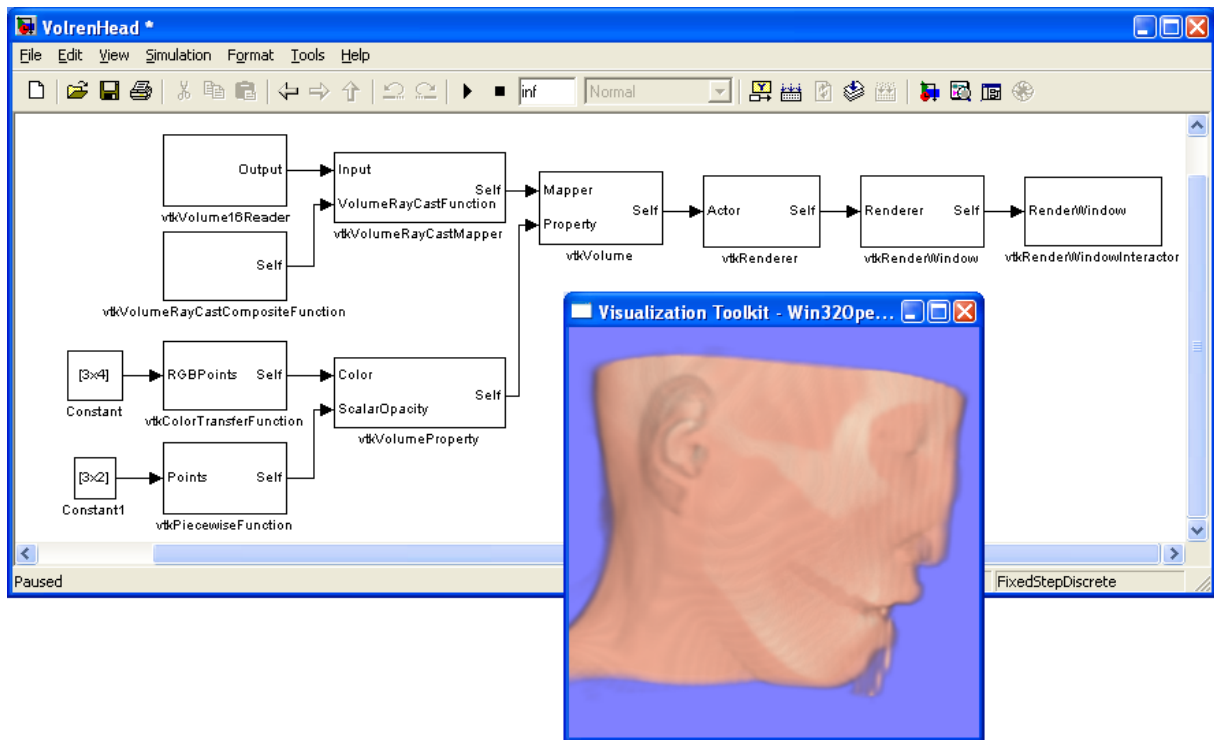 VolrenHead *
File Edit View Simulation Format Tools Help
inf Normal
Output
vtkVolume16Reader
Input
VolumeRayCastFunction
Self
vtkVolumeRayCastMapper
Self
vtkVolumeRayCastCompositeFunction
Mapper
Property
Self
vtkVolume
Actor Self
vtkRenderer
Renderer Self
vtkRenderWindow
RenderWindow
vtkRenderWindowInteractor
[3x4]
Constant
RGBPoints Self
vtkColorTransferFunction
Color
ScalarOpacity
Self
vtkVolumeProperty
[3x2]
Constant1
Points Self
vtkPiecewiseFunction
Visualization Toolkit - Win32Ope...
Paused
FixedStepDiscrete